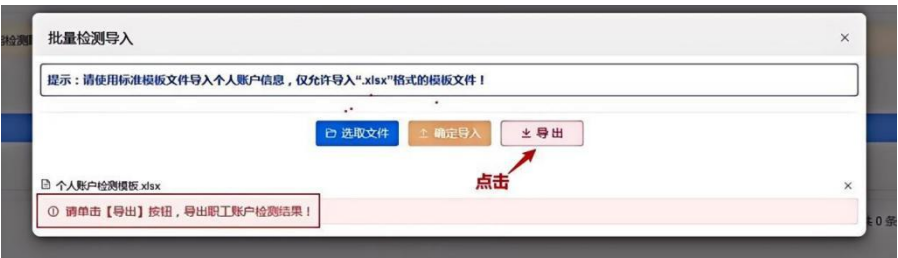 批量检测导入
×
提示：请使用标准模板文件导入个人账户信息，仅允许导入“.xlsx”格式的模板文件！
选取文件 确定导入 导出
点击
个人账户检测模板.xlsx ×
请单击【导出】按钮，导出职工账户检测结果！
共 0 条